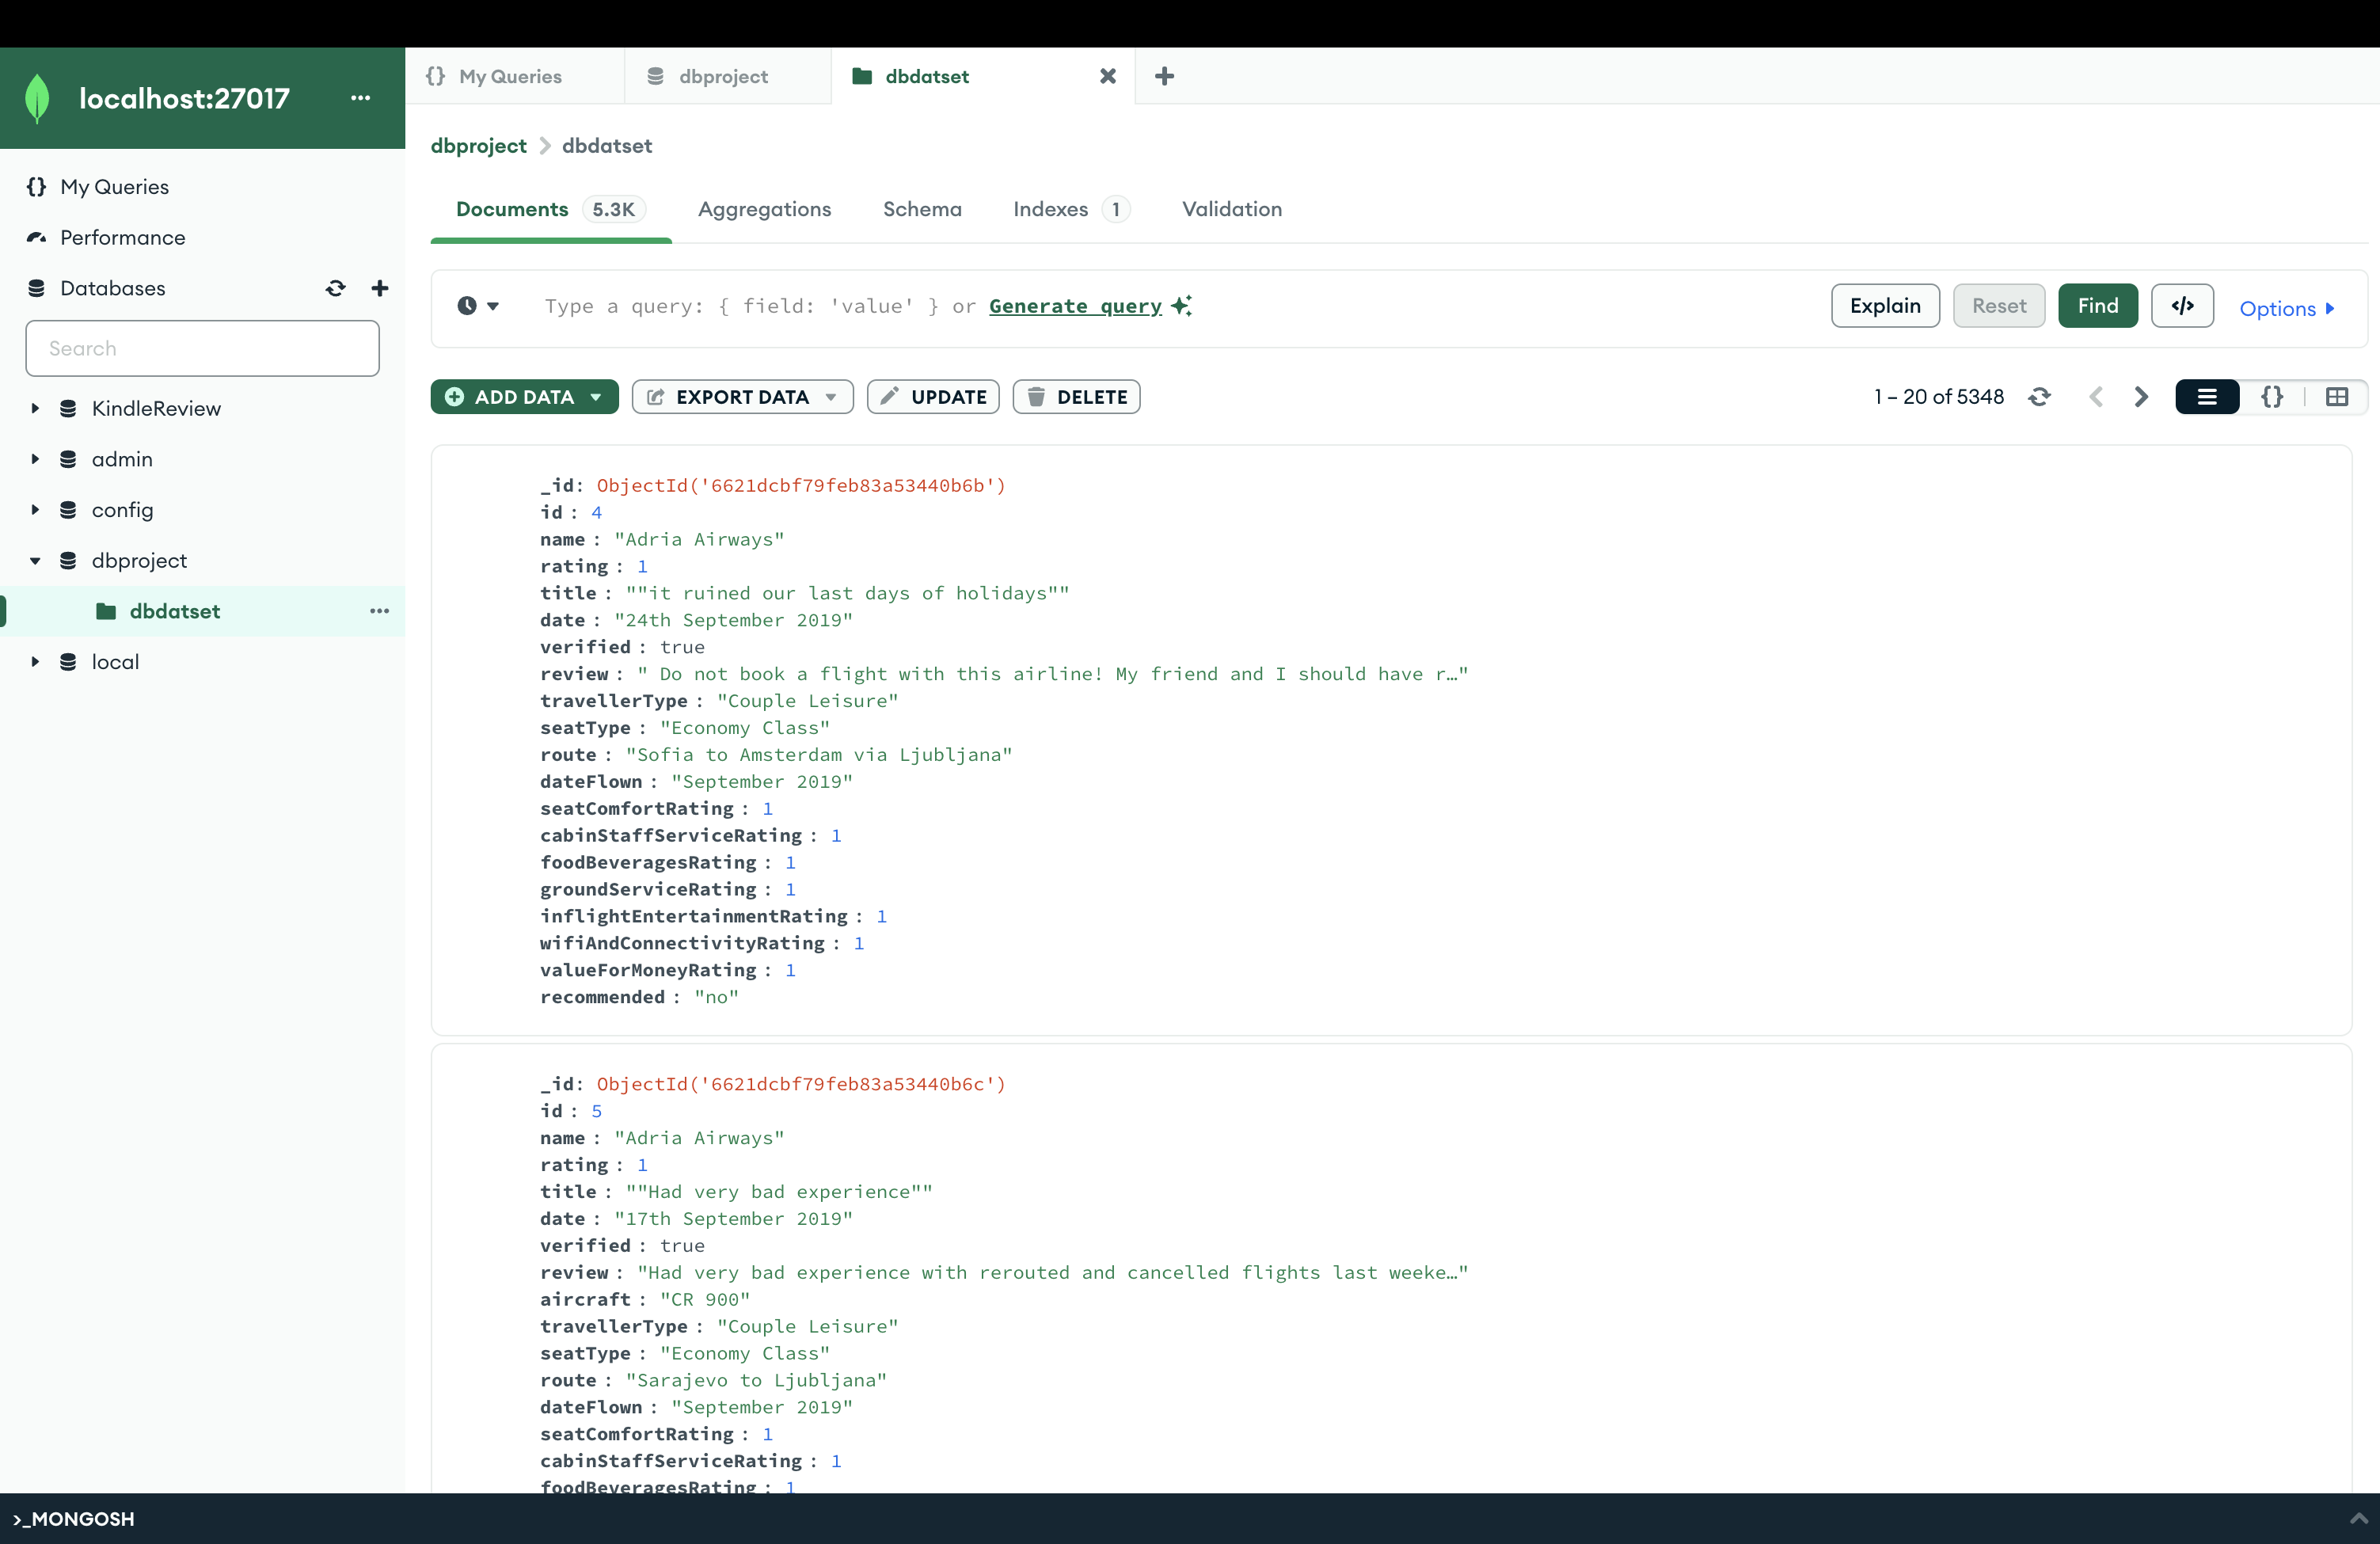 localhost:27017 ...
My Queries
Performance
Databases
Search
KindleReview
admin
config
dbproject
dbdatset ...
local
My Queries
dbproject
dbdatset
dbproject > dbdatset
Documents 5.3K Aggregations Schema Indexes 1 Validation
Type a query: { field: 'value' } or Generate query
Explain Reset Find </> Options
ADD DATA EXPORT DATA UPDATE DELETE 1 – 20 of 5348 {}
_id: ObjectId('6621dcbf79feb83a53440b6b')
id : 4
name : "Adria Airways"
rating : 1
title : ""it ruined our last days of holidays""
date : "24th September 2019"
verified : true
review : " Do not book a flight with this airline! My friend and I should have r…"
travellerType : "Couple Leisure"
seatType : "Economy Class"
route : "Sofia to Amsterdam via Ljubljana"
dateFlown : "September 2019"
seatComfortRating : 1
cabinStaffServiceRating : 1
foodBeveragesRating : 1
groundServiceRating : 1
inflightEntertainmentRating : 1
wifiAndConnectivityRating : 1
valueForMoneyRating : 1
recommended : "no"
_id: ObjectId('6621dcbf79feb83a53440b6c')
id : 5
name : "Adria Airways"
rating : 1
title : ""Had very bad experience""
date : "17th September 2019"
verified : true
review : "Had very bad experience with rerouted and cancelled flights last weeke…"
aircraft : "CR 900"
travellerType : "Couple Leisure"
seatType : "Economy Class"
route : "Sarajevo to Ljubljana"
dateFlown : "September 2019"
seatComfortRating : 1
cabinStaffServiceRating : 1
foodBeveragesRating : 1
>_MONGOSH